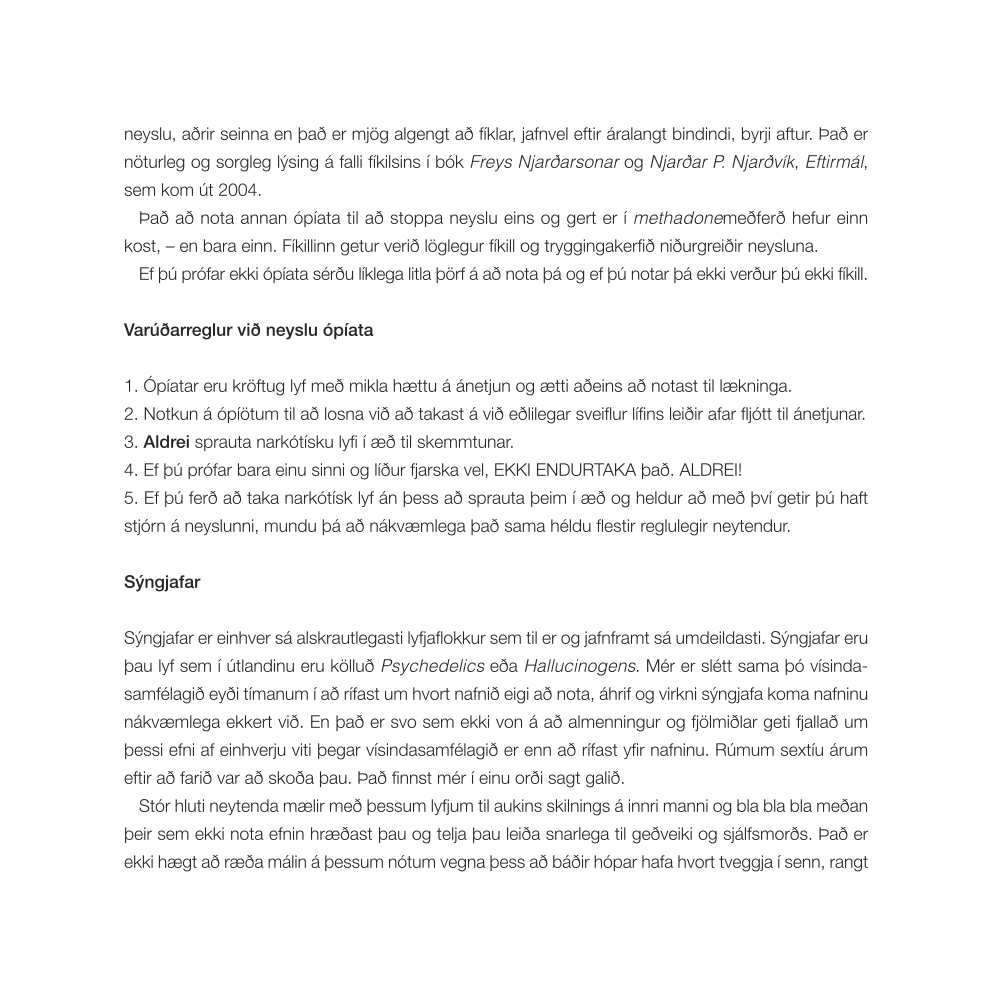 neyslu, aðrir seinna en það er mjög algengt að fíklar, jafnvel eftir áralangt bindindi, byrji aftur. Það er
nöturleg og sorgleg lýsing á falli fíkilsins í bók Freys Njarðarsonar og Njarðar P. Njarðvík, Eftirmál,
sem kom út 2004.
Það að nota annan ópíata til að stoppa neyslu eins og gert er í methadonemeðferð hefur einn
kost, – en bara einn. Fíkillinn getur verið löglegur fíkill og tryggingakerfið niðurgreiðir neysluna.
Ef þú prófar ekki ópíata sérðu líklega litla þörf á að nota þá og ef þú notar þá ekki verður þú ekki fíkill.
Varúðarreglur við neyslu ópíata
1. Ópíatar eru kröftug lyf með mikla hættu á ánetjun og ætti aðeins að notast til lækninga.
2. Notkun á ópíötum til að losna við að takast á við eðlilegar sveiflur lífins leiðir afar fljótt til ánetjunar.
3. Aldrei sprauta narkótísku lyfi í æð til skemmtunar.
4. Ef þú prófar bara einu sinni og líður fjarska vel, EKKI ENDURTAKA það. ALDREI!
5. Ef þú ferð að taka narkótísk lyf án þess að sprauta þeim í æð og heldur að með því getir þú haft
stjórn á neyslunni, mundu þá að nákvæmlega það sama héldu flestir reglulegir neytendur.
Sýngjafar
Sýngjafar er einhver sá alskrautlegasti lyfjaflokkur sem til er og jafnframt sá umdeildasti. Sýngjafar eru
þau lyf sem í útlandinu eru kölluð Psychedelics eða Hallucinogens. Mér er slétt sama þó vísinda-
samfélagið eyði tímanum í að rífast um hvort nafnið eigi að nota, áhrif og virkni sýngjafa koma nafninu
nákvæmlega ekkert við. En það er svo sem ekki von á að almenningur og fjölmiðlar geti fjallað um
þessi efni af einhverju viti þegar vísindasamfélagið er enn að rífast yfir nafninu. Rúmum sextíu árum
eftir að farið var að skoða þau. Það finnst mér í einu orði sagt galið.
Stór hluti neytenda mælir með þessum lyfjum til aukins skilnings á innri manni og bla bla bla meðan
þeir sem ekki nota efnin hræðast þau og telja þau leiða snarlega til geðveiki og sjálfsmorðs. Það er
ekki hægt að ræða málin á þessum nótum vegna þess að báðir hópar hafa hvort tveggja í senn, rangt